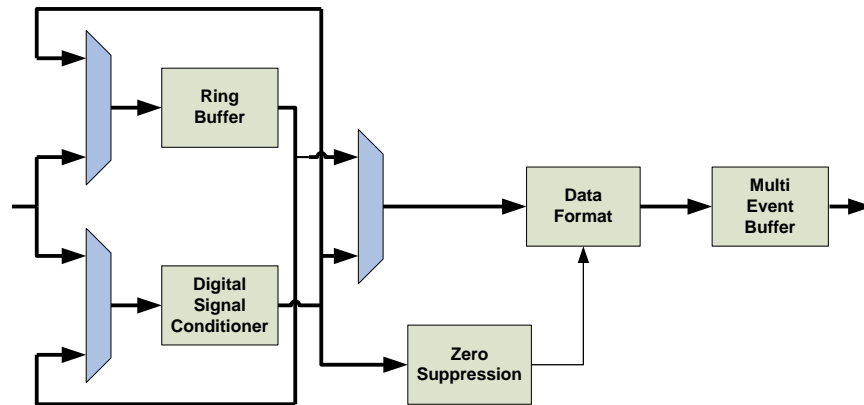 Ring
Buffer
Data
Format
Multi
Event
Buffer
Digital
Signal
Conditioner
Zero
Suppression